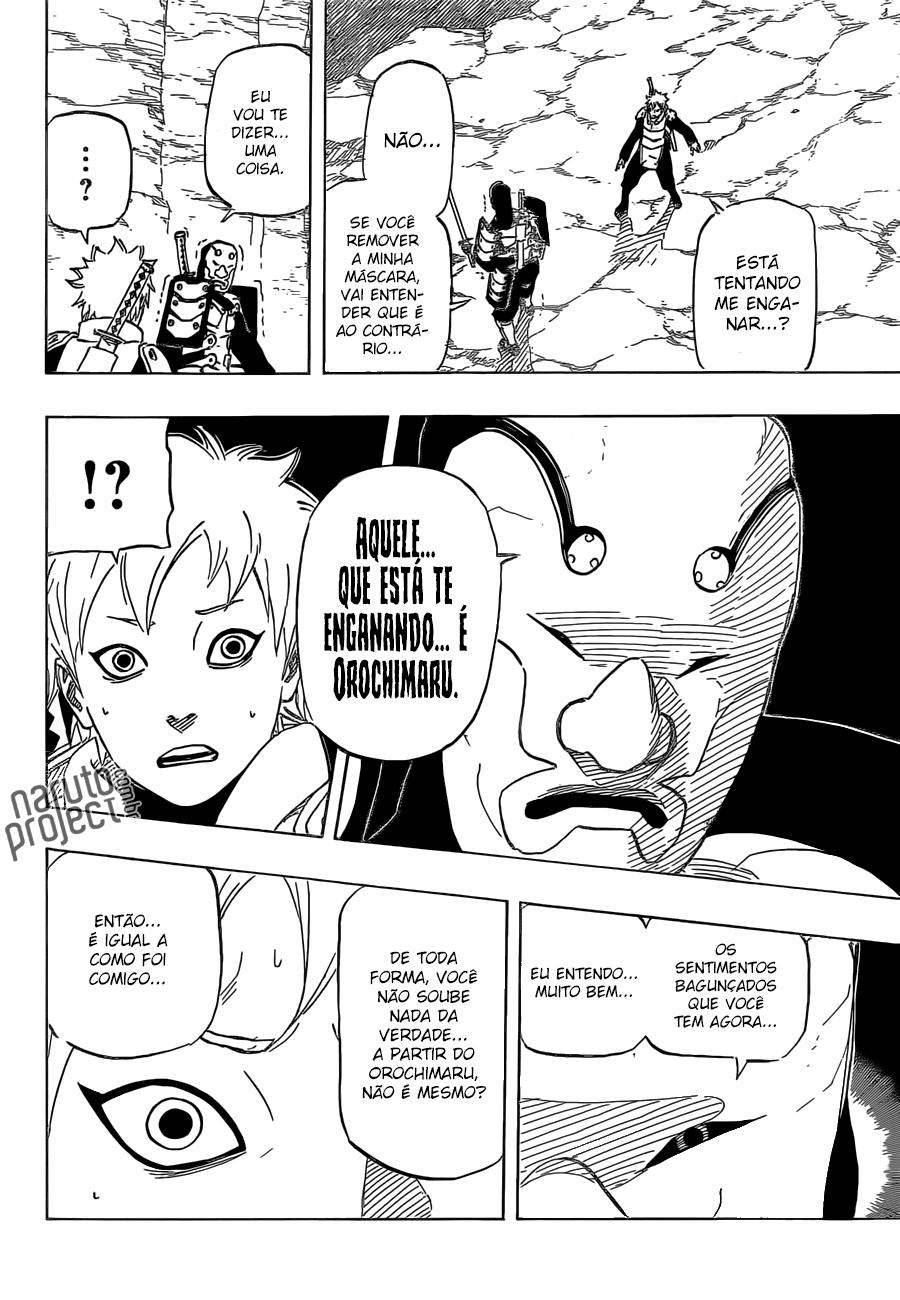 ESTÁ
TENTANDO
ME ENGA-
NAR...?
NÃO...
SE VOCÊ
REMOVER
A MINHA
MÁSCARA,
VAI ENTEN-
DER QUE É
AO CONTRÁ-
RIO...
EU
VOU TE
DIZER...
UMA
COISA.
...?
AQUELE...
QUE ESTÁ TE
ENGANANDO... É
OROCHIMARU.
!?
naruto
project
.com.br
OS
SENTIMENTOS
BAGUNÇADOS
QUE VOCÊ
TEM AGORA...
EU ENTENDO...
MUITO BEM...
DE TODA
FORMA, VOCÊ
NÃO SOUBE
NADA DA
VERDADE...
A PARTIR DO
OROCHIMARU,
NÃO É MESMO?
ENTÃO...
É IGUAL A
COMO FOI
COMIGO...